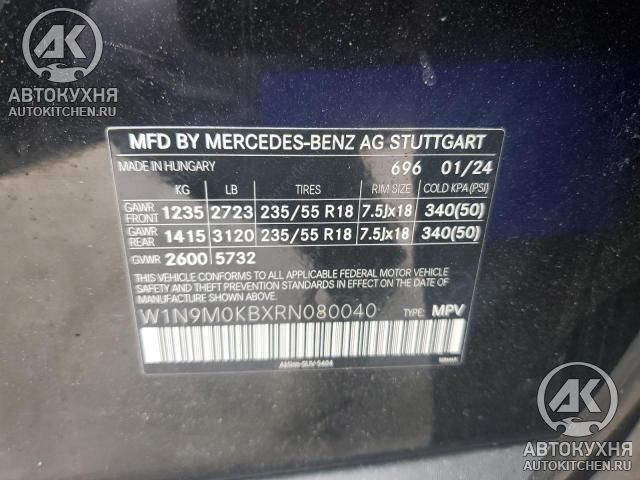 АВТОКУХНЯ
AUTOKITCHEN.RU
MFD BY MERCEDES-BENZ AG STUTTGART
MADE IN HUNGARY 696 01/24
KG LB TIRES RIM SIZE COLD KPA (PSI)
GAWR FRONT 1235 2723 235/55 R18 7.5Jx18 340(50)
GAWR REAR 1415 3120 235/55 R18 7.5Jx18 340(50)
GVWR 2600 5732
THIS VEHICLE CONFORMS TO ALL APPLICABLE FEDERAL MOTOR VEHICLE
SAFETY AND THEFT PREVENTION STANDARDS IN EFFECT ON THE DATE OF
MANUFACTURE SHOWN ABOVE.
W1N9M0KBXRN080040 TYPE: MPV
АВТОКУХНЯ
AUTOKITCHEN.RU